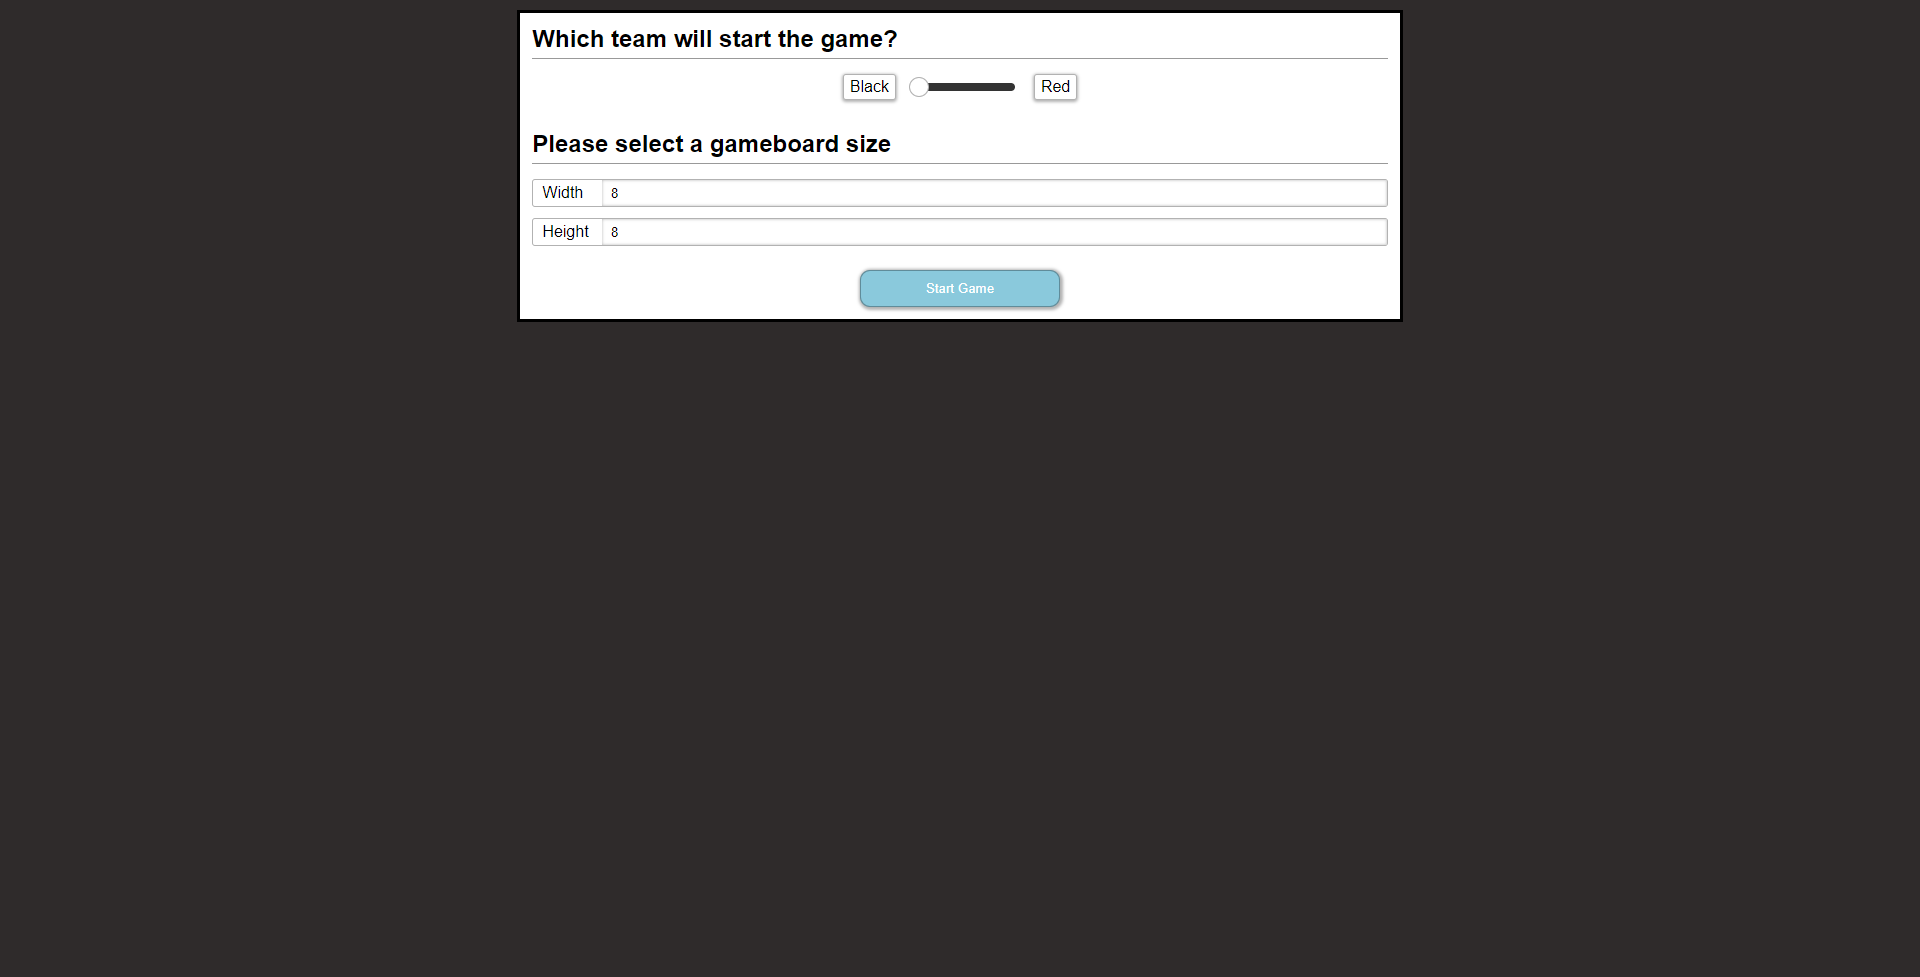 Which team will start the game?
Black Red
Please select a gameboard size
Width 8
Height 8
Start Game